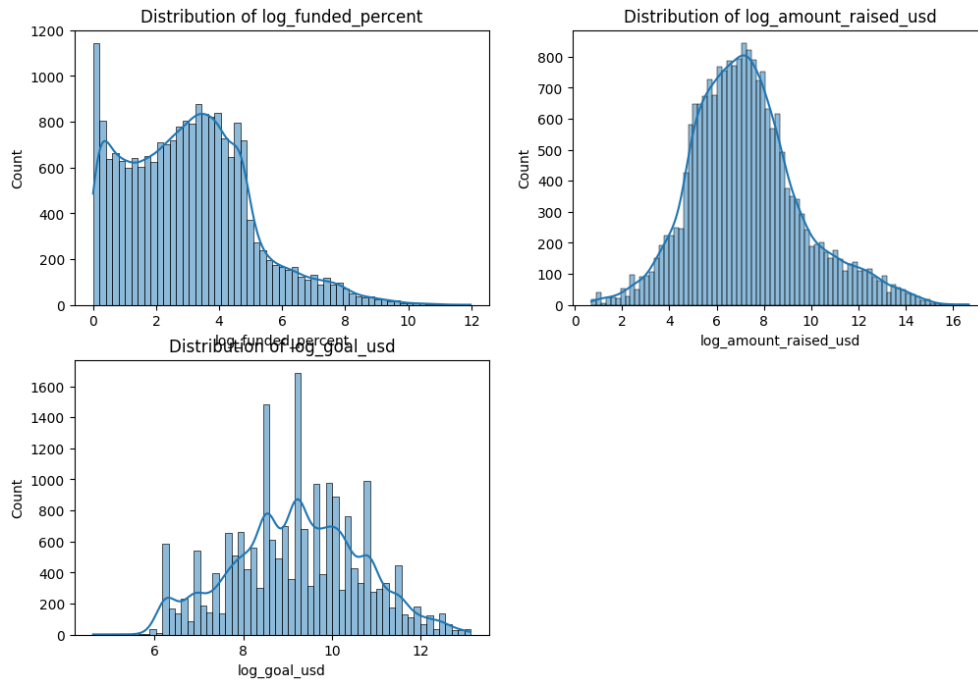 Distribution of log_funded_percent
Count
1200
1000
800
600
400
200
0
0 2 4 6 8 10 12
log_funded_percent
Distribution of log_amount_raised_usd
Count
800
700
600
500
400
300
200
100
0
0 2 4 6 8 10 12 14 16
log_amount_raised_usd
Distribution of log_goal_usd
Count
1600
1400
1200
1000
800
600
400
200
0
6 8 10 12
log_goal_usd